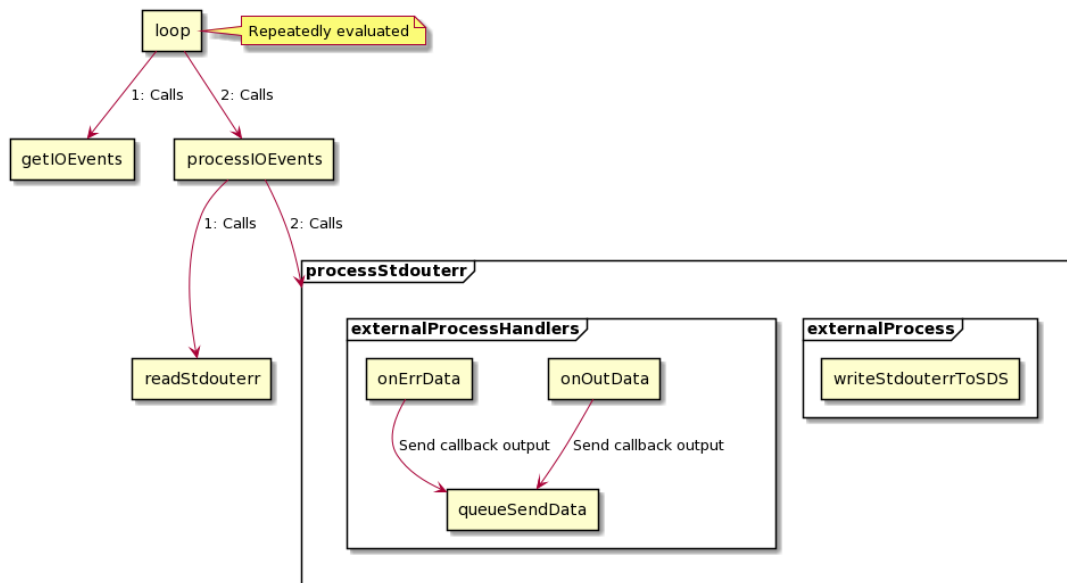 loop
Repeatedly evaluated
1: Calls
2: Calls
getIOEvents
processIOEvents
1: Calls
2: Calls
processStdouterr
externalProcessHandlers
externalProcess
readStdouterr
onErrData
onOutData
writeStdouterrToSDS
Send callback output
Send callback output
queueSendData